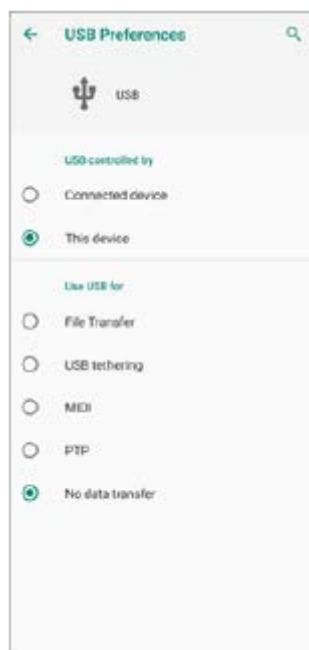 USB Preferences
USB
USB controlled by
Connected device
This device
Use USB for
File Transfer
USB tethering
MIDI
PTP
No data transfer